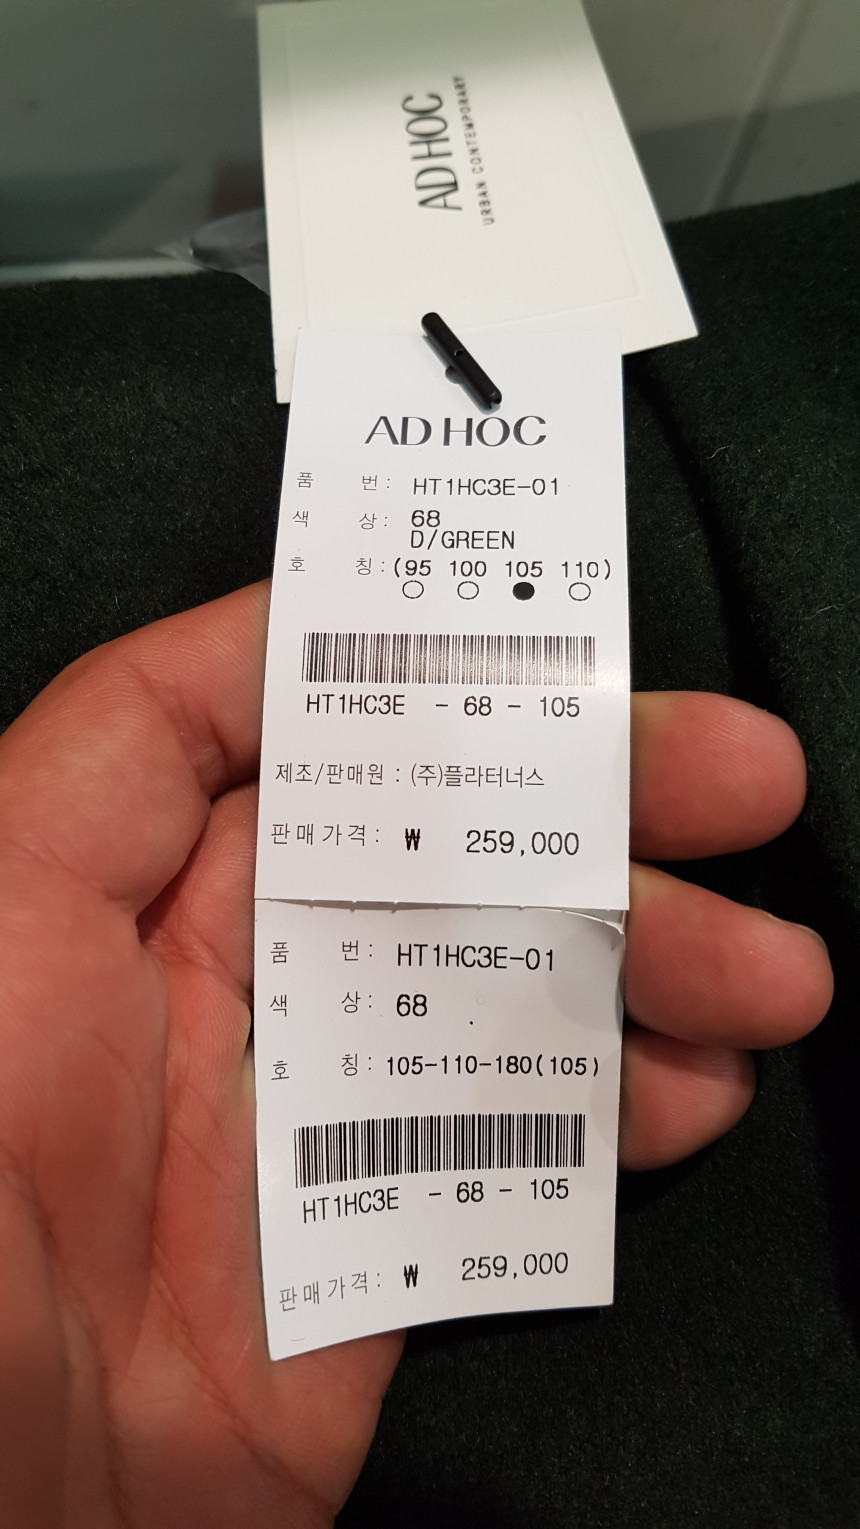 AD HOC
URBAN CONTEMPORARY
AD HOC
품 번 : HT1HC3E-01
색 상 : 68
D/GREEN
호 칭 : (95 100 105 110)
HT1HC3E - 68 - 105
제조/판매원 : (주)플라터너스
판매가격 : ₩ 259,000
품 번 : HT1HC3E-01
색 상 : 68
호 칭 : 105-110-180(105)
HT1HC3E - 68 - 105
판매가격 : ₩ 259,000